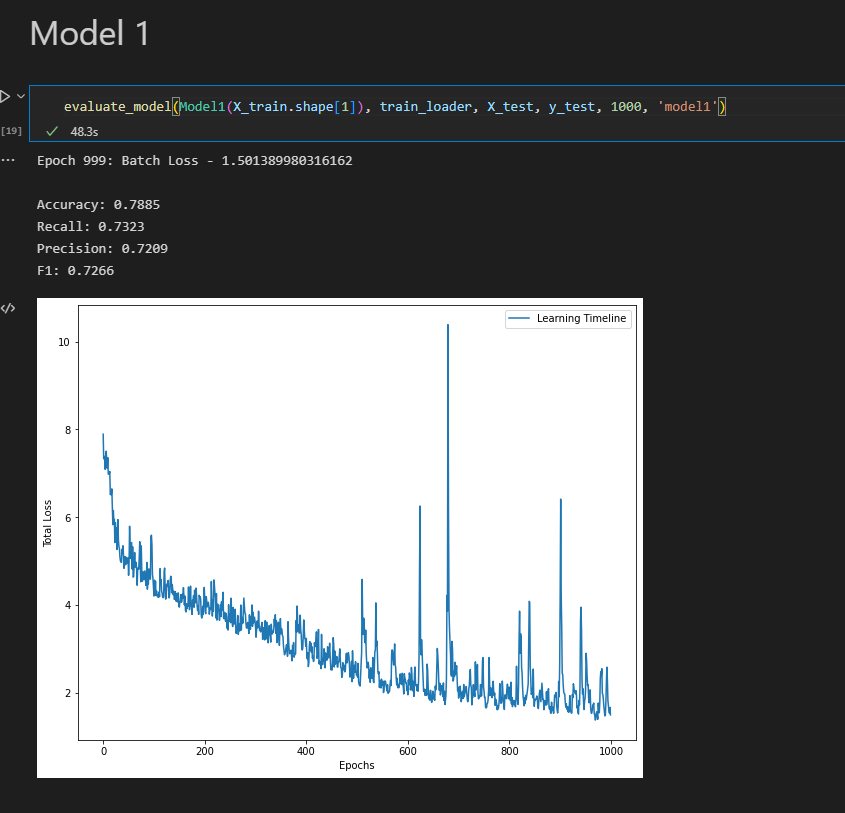 Model 1
evaluate_model(Model1(X_train.shape[1]), train_loader, X_test, y_test, 1000, 'model1')
[19]
48.3s
Epoch 999: Batch Loss - 1.501389980316162
Accuracy: 0.7885
Recall: 0.7323
Precision: 0.7209
F1: 0.7266
Learning Timeline
10
8
6
4
2
Total Loss
0 200 400 600 800 1000
Epochs